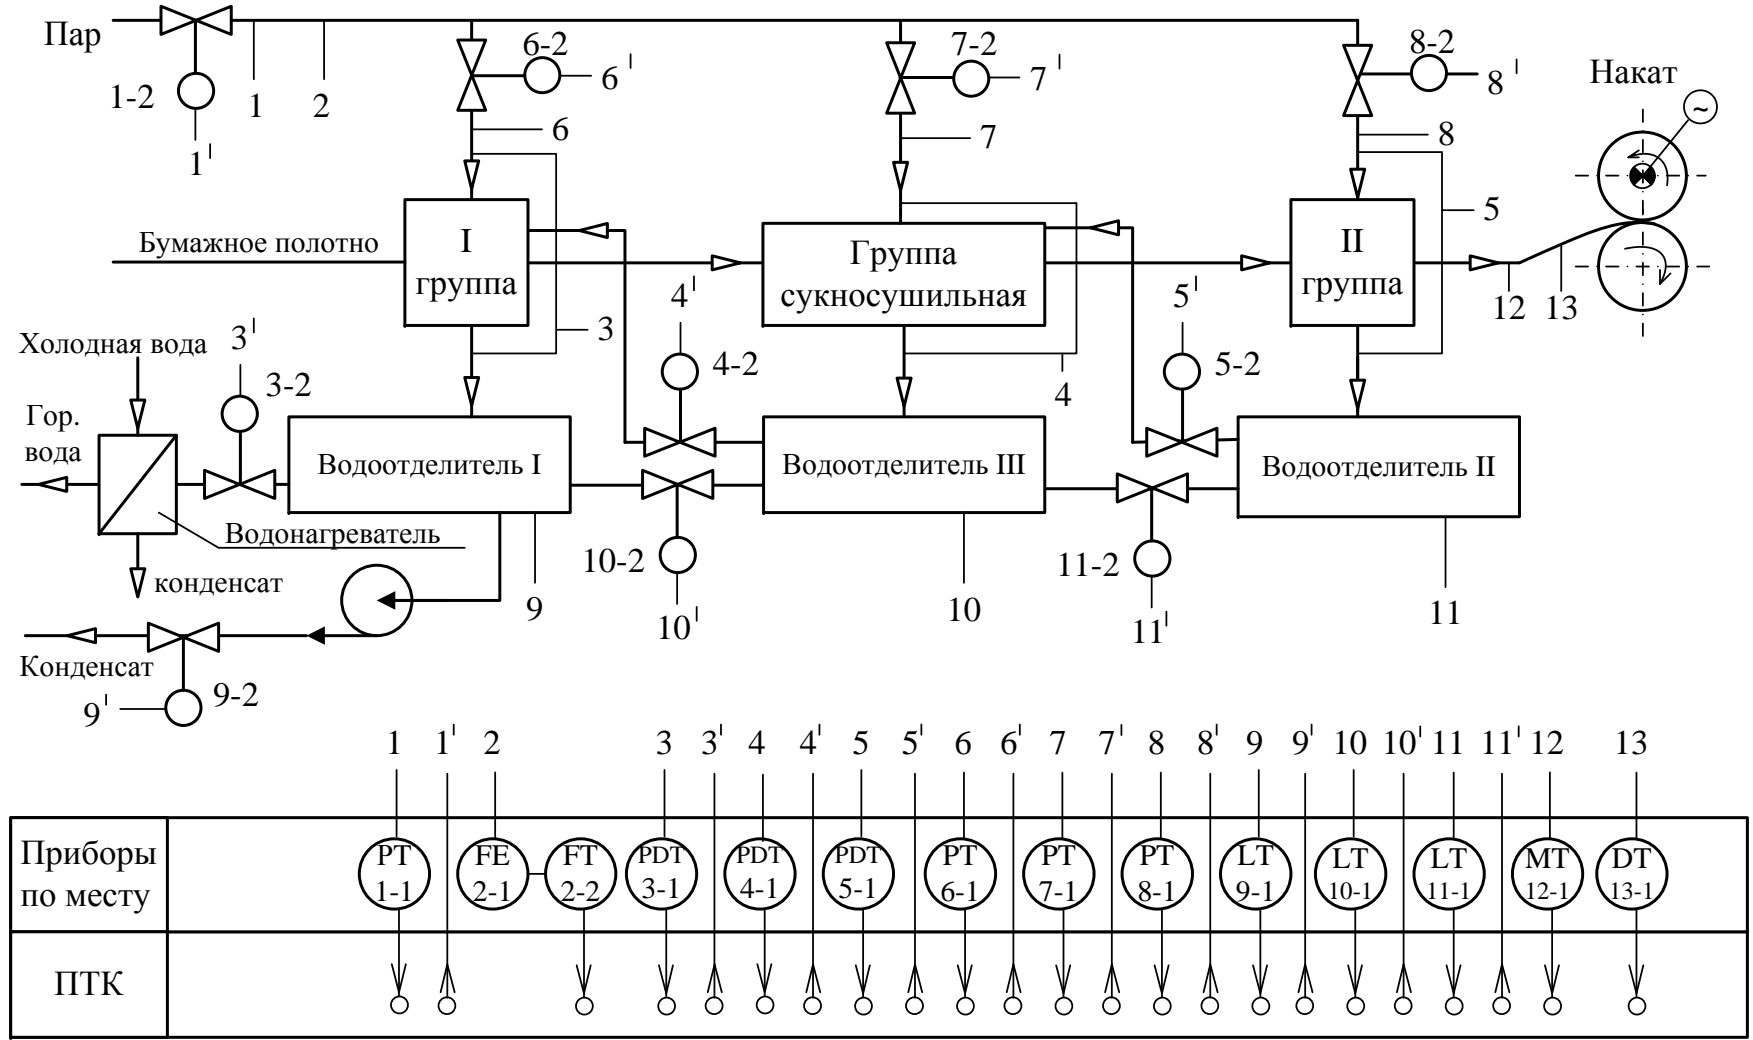 Пар
1-2
1'
1
2
6-2
6'
6
7-2
7'
7
8-2
8'
8
Накат
~
Бумажное полотно
I
группа
Группа
сукносушильная
II
группа
5
12
13
3
4'
4-2
4
5'
5-2
Холодная вода
3'
3-2
Гор.
вода
Водоотделитель I
Водоотделитель III
Водоотделитель II
Водонагреватель
конденсат
10-2
10'
9
10
11-2
11'
11
Конденсат
9'
9-2
1 1' 2 3 3' 4 4' 5 5' 6 6' 7 7' 8 8' 9 9' 10 10' 11 11' 12 13
Приборы
по месту
PT
1-1
FE
2-1
FT
2-2
PDT
3-1
PDT
4-1
PDT
5-1
PT
6-1
PT
7-1
PT
8-1
LT
9-1
LT
10-1
LT
11-1
MT
12-1
DT
13-1
ПТК